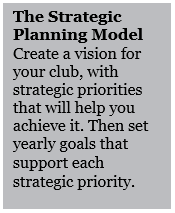 The Strategic
Planning Model
Create a vision for
your club, with
strategic priorities
that will help you
achieve it. Then set
yearly goals that
support each
strategic priority.